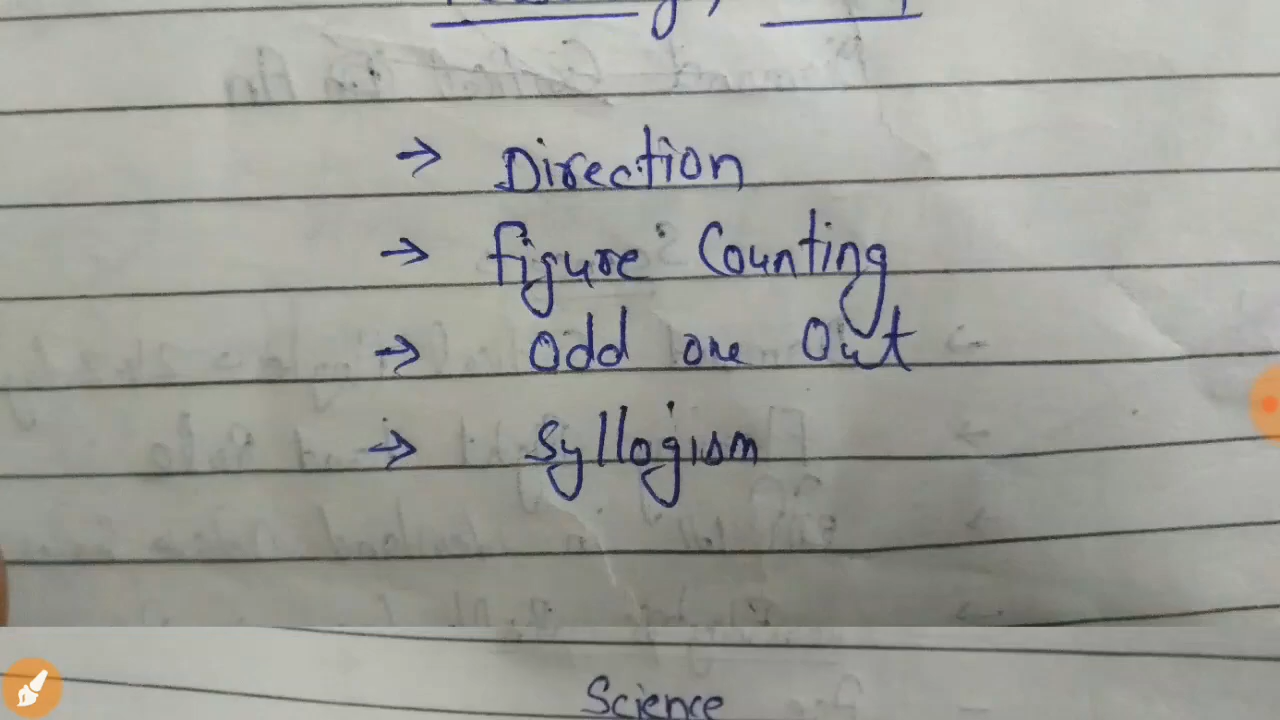 → Direction
→ figure Counting
→ Odd one Out
→ Syllogism
Science